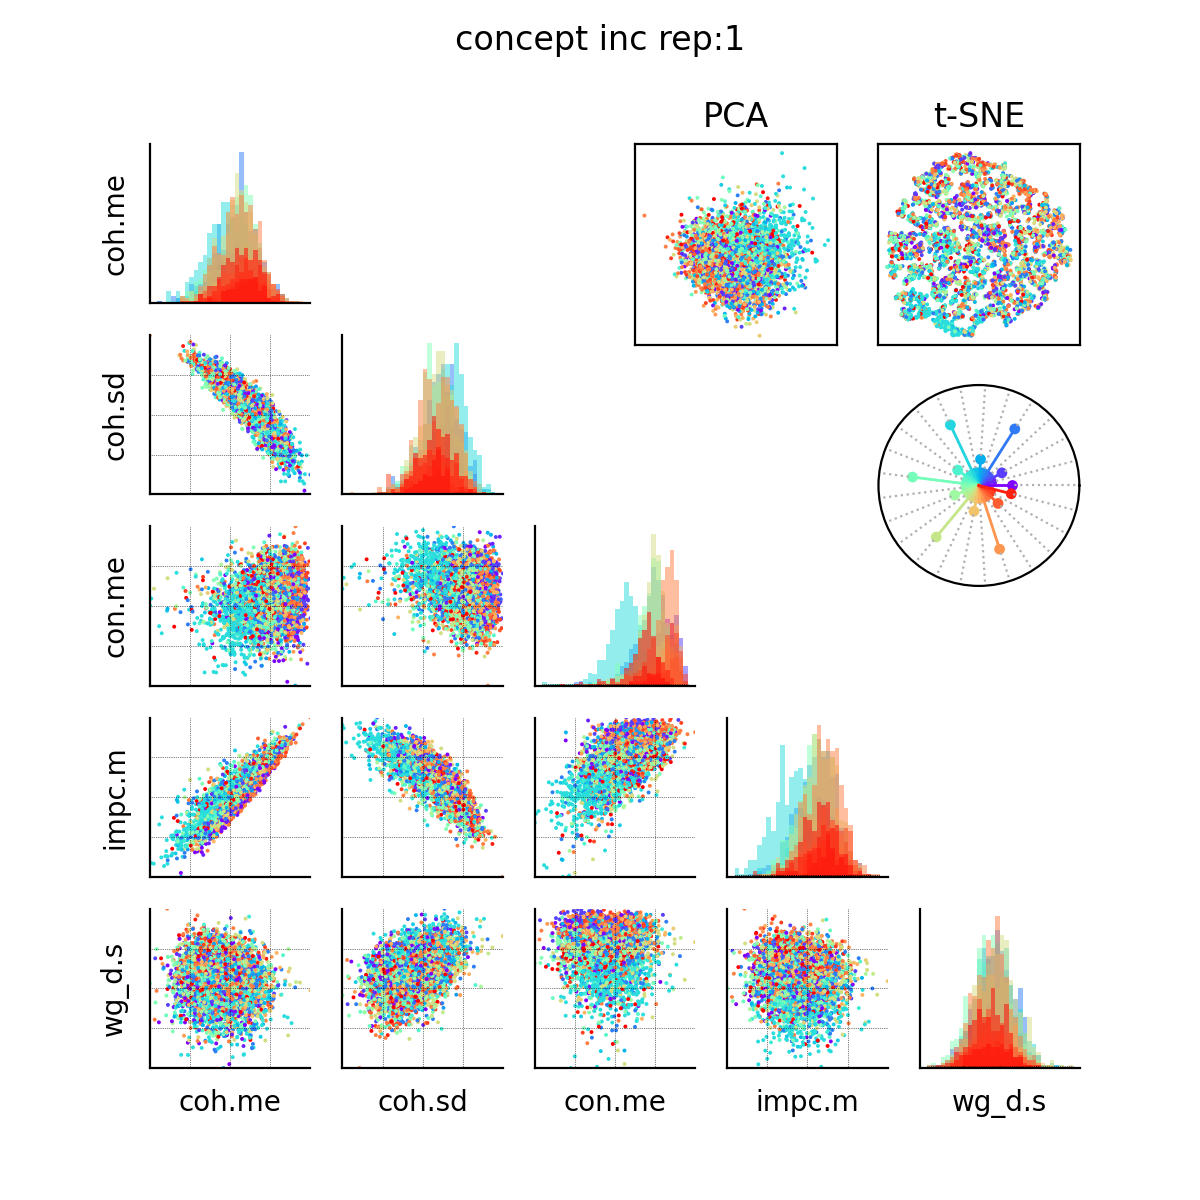 concept inc rep:1
PCA
t-SNE
coh.me
coh.sd
con.me
impc.m
wg_d.s
coh.me
coh.sd
con.me
impc.m
wg_d.s